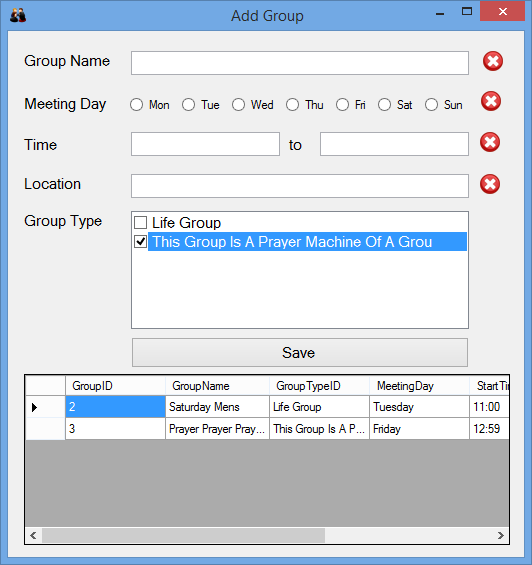 Add Group
Group Name
Meeting Day Mon Tue Wed Thu Fri Sat Sun
Time to
Location
Group Type Life Group
This Group Is A Prayer Machine Of A Grou
Save
GroupID GroupName GroupTypeID MeetingDay StartTi
2 Saturday Mens Life Group Tuesday 11:00
3 Prayer Prayer Pray... This Group Is A P... Friday 12:59